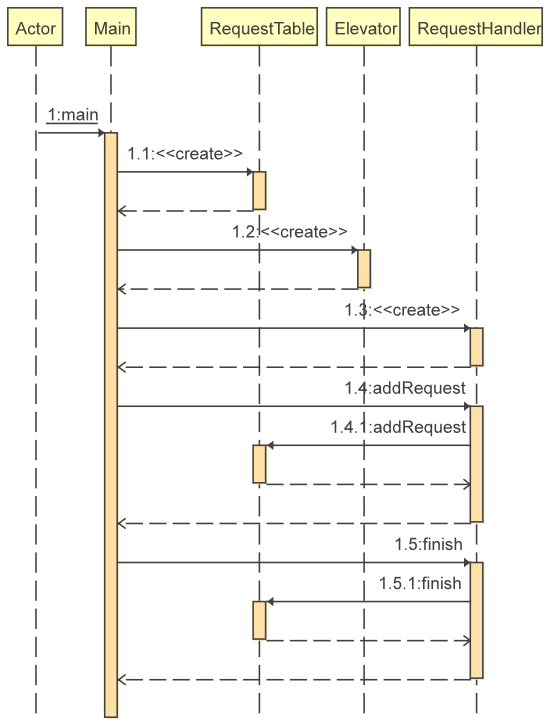 Actor
Main
RequestTable
Elevator
RequestHandler
1:main
1.1:<<create>>
1.2:<<create>>
1.3:<<create>>
1.4:addRequest
1.4.1:addRequest
1.5:finish
1.5.1:finish